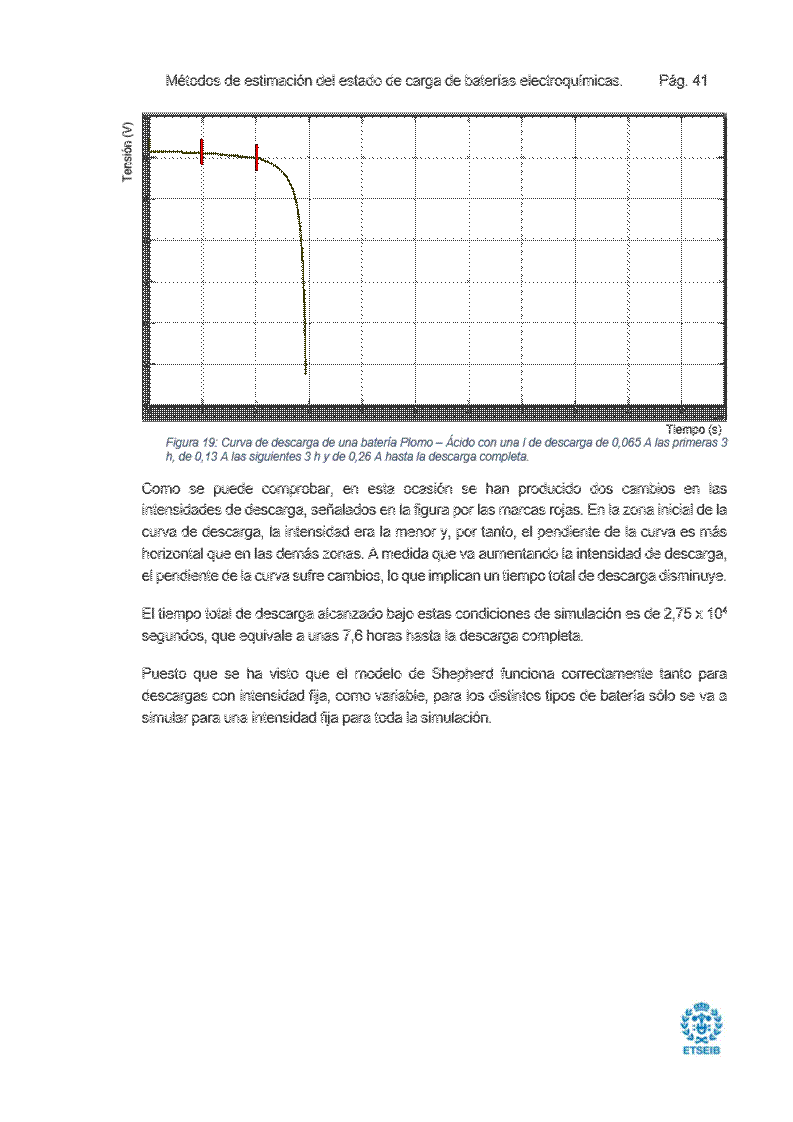 Métodos de estimación del estado de carga de baterías electroquímicas. Pág. 41
Tensión (V)
Tiempo (s)
Figura 19: Curva de descarga de una batería Plomo – Ácido con una I de descarga de 0,065 A las primeras 3
h, de 0,13 A las siguientes 3 h y de 0,26 A hasta la descarga completa.
Como se puede comprobar, en esta ocasión se han producido dos cambios en las
intensidades de descarga, señalados en la figura por las marcas rojas. En la zona inicial de la
curva de descarga, la intensidad era la menor y, por tanto, el pendiente de la curva es más
horizontal que en las demás zonas. A medida que va aumentando la intensidad de descarga,
el pendiente de la curva sufre cambios, lo que implican un tiempo total de descarga disminuye.
El tiempo total de descarga alcanzado bajo estas condiciones de simulación es de 2,75 x 10⁴
segundos, que equivale a unas 7,6 horas hasta la descarga completa.
Puesto que se ha visto que el modelo de Shepherd funciona correctamente tanto para
descargas con intensidad fija, como variable, para los distintos tipos de batería sólo se va a
simular para una intensidad fija para toda la simulación.
ETSEIB